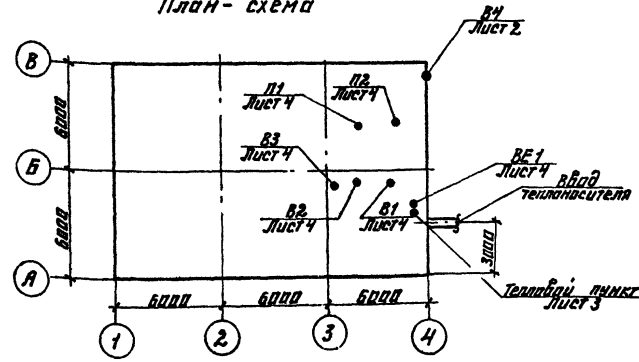 План - схема
В4
Лист 2
В
П1
Лист 4
П2
Лист 4
6000
В3
Лист 4
Б
ВЕ1
Лист 4
Ввод
теплоносителя
В2
Лист 4
В1
Лист 4
6000
3000
А
6000
6000
6000
Тепловой пункт
Лист 3
1
2
3
4